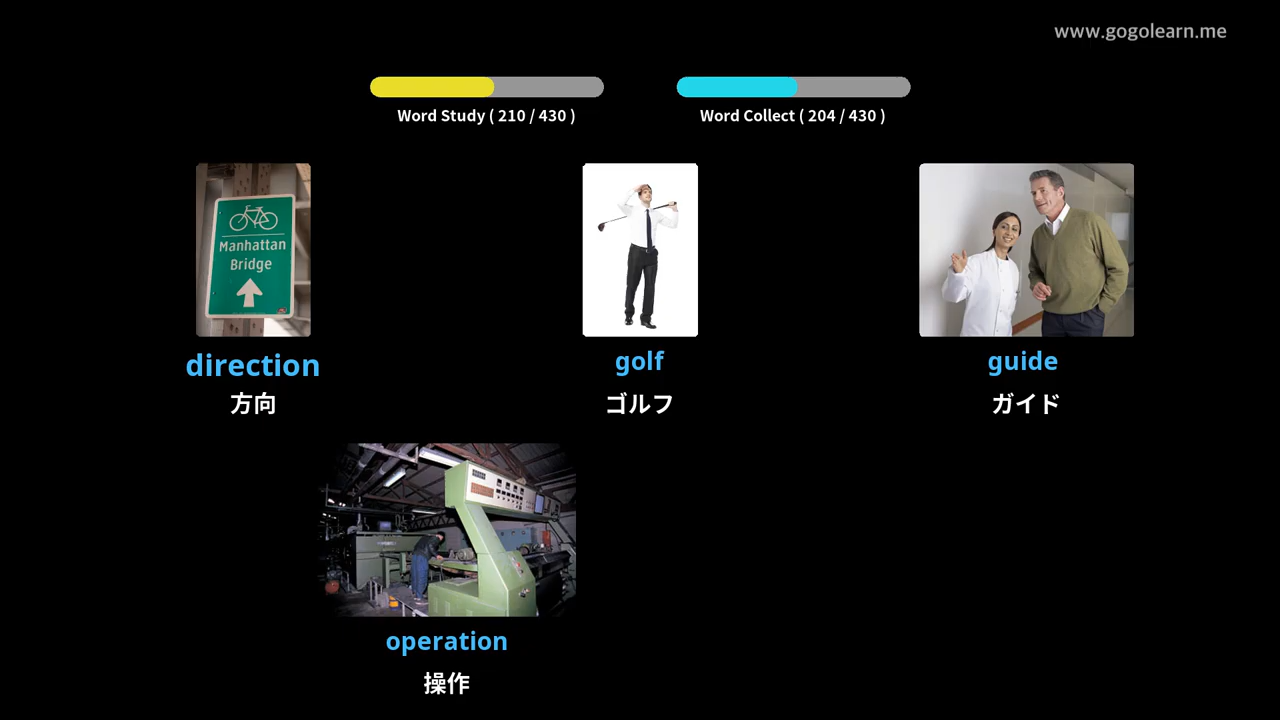 www.gogolearn.me
Word Study ( 210 / 430 )
Word Collect ( 204 / 430 )
Manhattan
Bridge
direction
方向
golf
ゴルフ
guide
ガイド
operation
操作